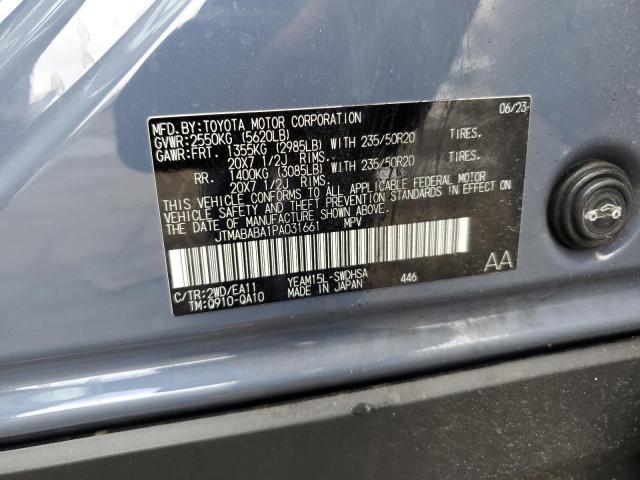 MFD.BY:TOYOTA MOTOR CORPORATION 06/23
GVWR:2550KG (5620LB)
GAWR:FRT. 1355KG (2985LB) WITH 235/50R20 TIRES.
20X7 1/2J RIMS.
RR. 1400KG (3085LB) WITH 235/50R20 TIRES.
20X7 1/2J RIMS.
THIS VEHICLE CONFORMS TO ALL APPLICABLE FEDERAL MOTOR
VEHICLE SAFETY AND THEFT PREVENTION STANDARDS IN EFFECT ON
THE DATE OF MANUFACTURE SHOWN ABOVE.
JTMABABA1PA031661 MPV
C/TR:2WD/EA11 YEAM15L-SWDHSA 446 AA
TM:Q910-QA10 MADE IN JAPAN